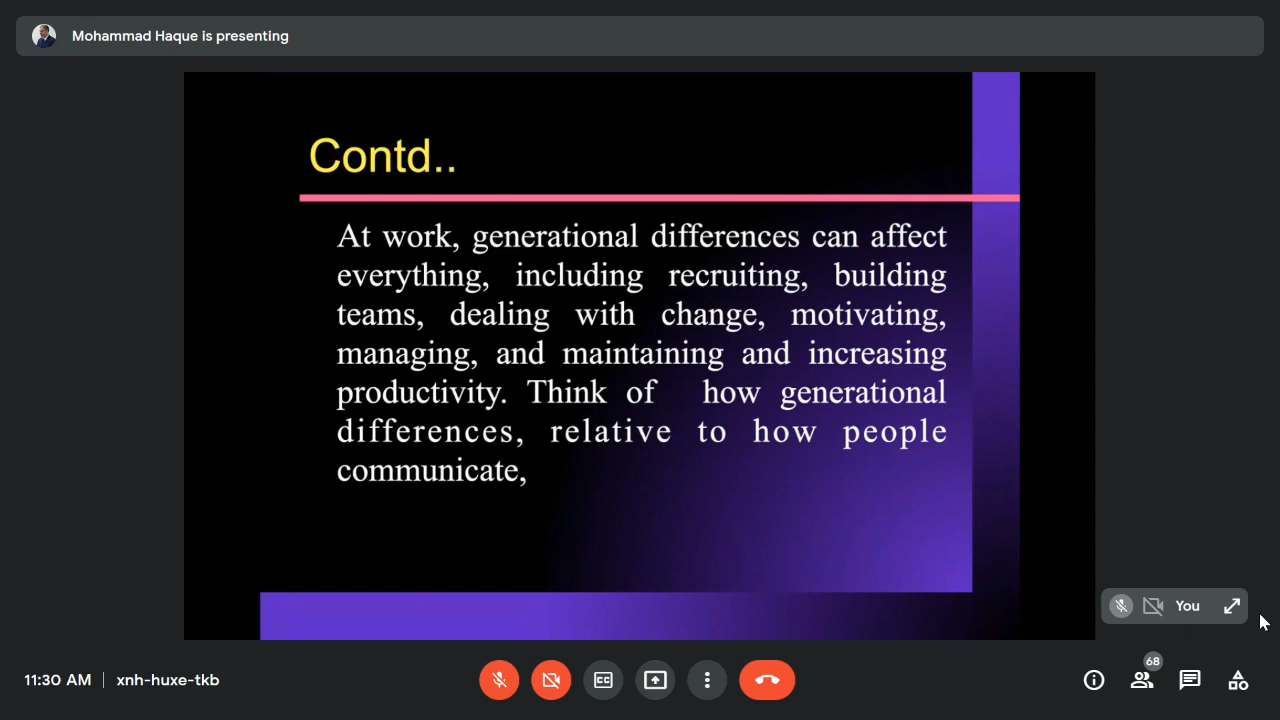 Mohammad Haque is presenting
Contd..
At work, generational differences can affect
everything, including recruiting, building
teams, dealing with change, motivating,
managing, and maintaining and increasing
productivity. Think of how generational
differences, relative to how people
communicate,
You
68
11:30 AM | xnh-huxe-tkb
CC